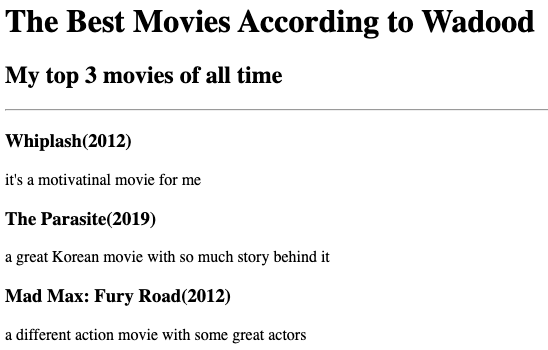 The Best Movies According to Wadood
My top 3 movies of all time
Whiplash(2012)
it's a motivatinal movie for me
The Parasite(2019)
a great Korean movie with so much story behind it
Mad Max: Fury Road(2012)
a different action movie with some great actors